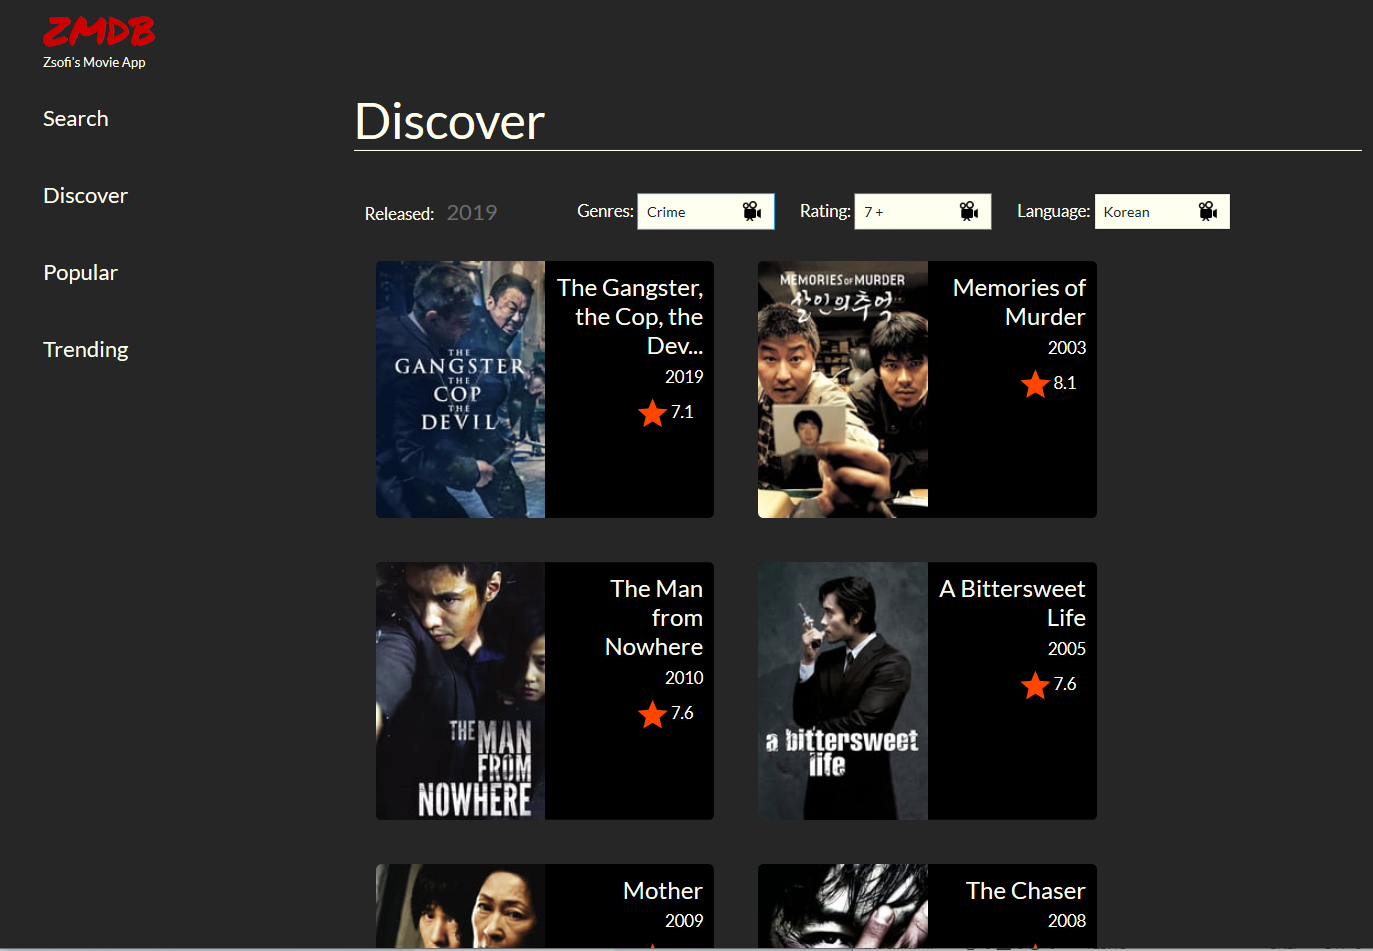 ZMDB
Zsofi's Movie App
Search
Discover
Popular
Trending
Discover
Released: 2019
Genres: Crime
Rating: 7 +
Language: Korean
THE
GANGSTER
THE
COP
THE
DEVIL
The Gangster,
the Cop, the
Dev...
2019
7.1
MEMORIES OF MURDER
살인의추억
Memories of
Murder
2003
8.1
THE MAN
FROM
NOWHERE
The Man
from
Nowhere
2010
7.6
a bittersweet
life
A Bittersweet
Life
2005
7.6
Mother
2009
The Chaser
2008